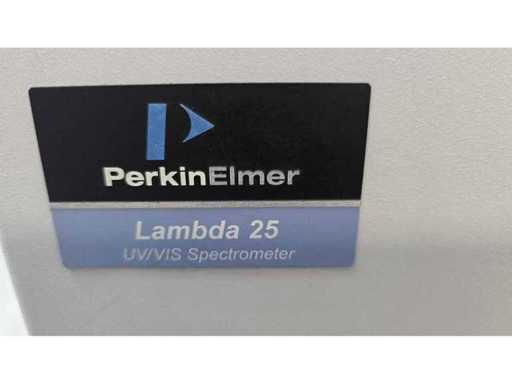 PerkinElmer
Lambda 25
UV/VIS Spectrometer